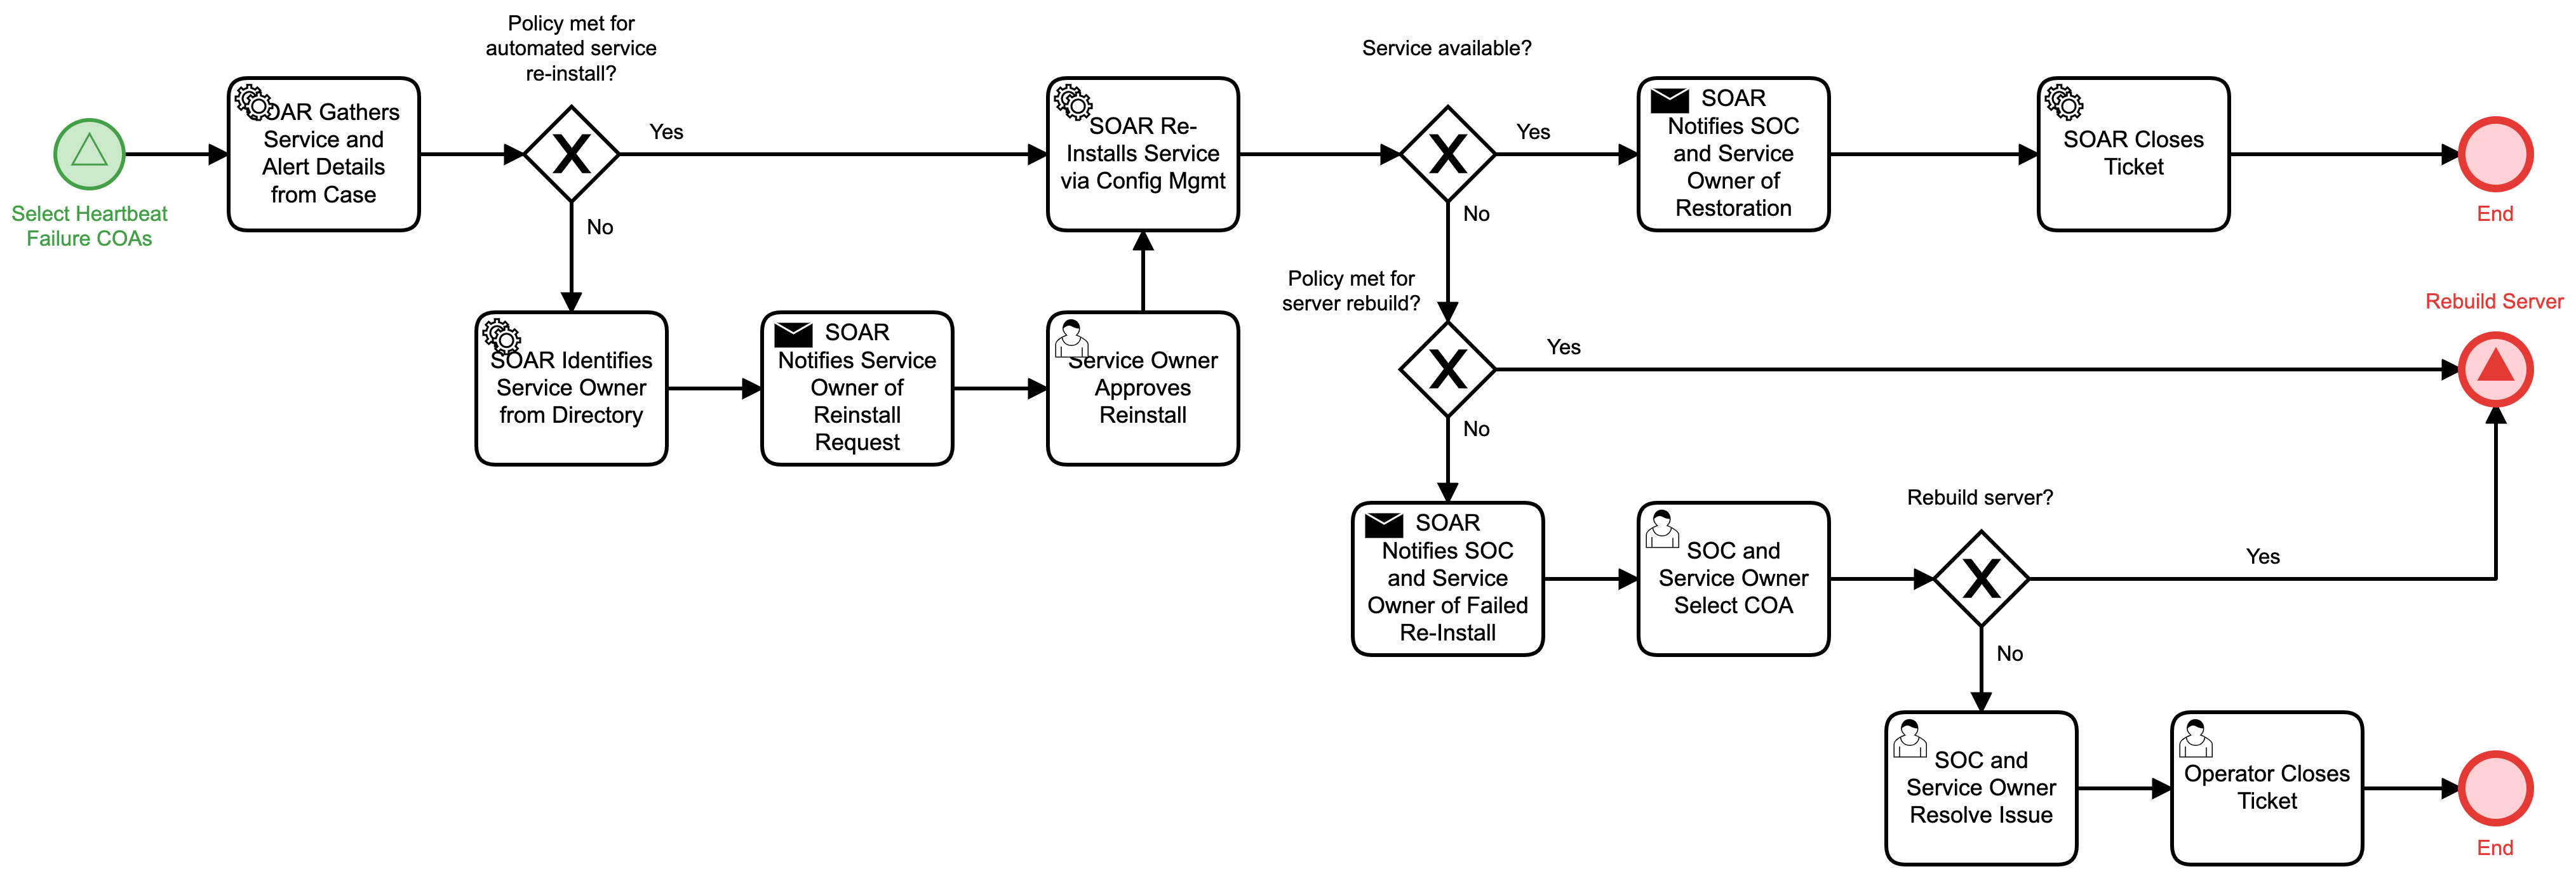 Policy met for
automated service
re-install?
Service available?
Select Heartbeat
Failure COAs
OAR Gathers
Service and
Alert Details
from Case
Yes
No
SOAR Re-
Installs Service
via Config Mgmt
Yes
No
SOAR
Notifies SOC
and Service
Owner of
Restoration
SOAR Closes
Ticket
End
SOAR Identifies
Service Owner
from Directory
SOAR
Notifies Service
Owner of
Reinstall
Request
Service Owner
Approves
Reinstall
Policy met for
server rebuild?
Yes
No
Rebuild Server
SOAR
Notifies SOC
and Service
Owner of Failed
Re-Install
SOC and
Service Owner
Select COA
Rebuild server?
Yes
No
SOC and
Service Owner
Resolve Issue
Operator Closes
Ticket
End